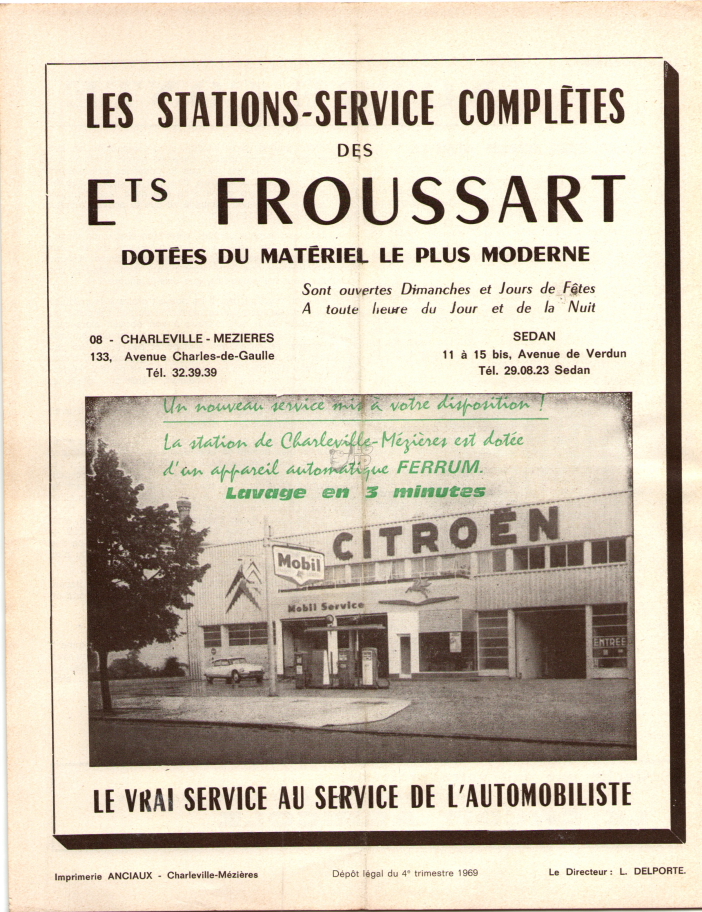 LES STATIONS-SERVICE COMPLÈTES
DES
ETS FROUSSART
DOTÉES DU MATÉRIEL LE PLUS MODERNE
Sont ouvertes Dimanches et Jours de Fêtes
A toute heure du Jour et de la Nuit
08 - CHARLEVILLE - MEZIERES
133, Avenue Charles-de-Gaulle
Tél. 32.39.39
SEDAN
11 à 15 bis, Avenue de Verdun
Tél. 29.08.23 Sedan
Un nouveau service mis à votre disposition !
La station de Charleville-Mézières est dotée
d'un appareil automatique FERRUM.
Lavage en 3 minutes
CITROËN
Mobil
Mobil Service
ENTREE
LE VRAI SERVICE AU SERVICE DE L'AUTOMOBILISTE
Imprimerie ANCIAUX - Charleville-Mézières
Dépôt légal du 4e trimestre 1969
Le Directeur : L. DELPORTE.